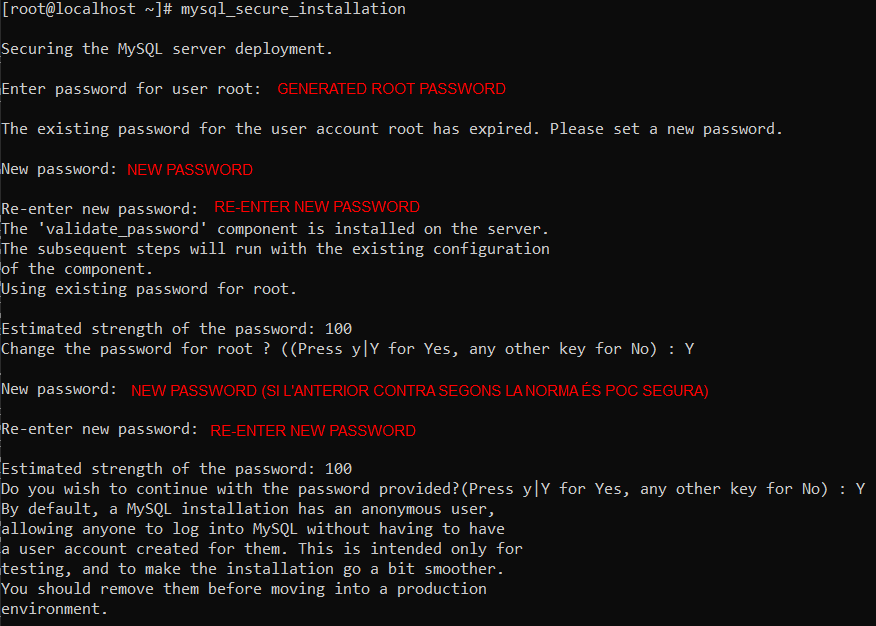 [root@localhost ~]# mysql_secure_installation
Securing the MySQL server deployment.
Enter password for user root: GENERATED ROOT PASSWORD
The existing password for the user account root has expired. Please set a new password.
New password: NEW PASSWORD
Re-enter new password: RE-ENTER NEW PASSWORD
The 'validate_password' component is installed on the server.
The subsequent steps will run with the existing configuration
of the component.
Using existing password for root.
Estimated strength of the password: 100
Change the password for root ? ((Press y|Y for Yes, any other key for No) : Y
New password: NEW PASSWORD (SI L'ANTERIOR CONTRA SEGONS LA NORMA ÉS POC SEGURA)
Re-enter new password: RE-ENTER NEW PASSWORD
Estimated strength of the password: 100
Do you wish to continue with the password provided?(Press y|Y for Yes, any other key for No) : Y
By default, a MySQL installation has an anonymous user,
allowing anyone to log into MySQL without having to have
a user account created for them. This is intended only for
testing, and to make the installation go a bit smoother.
You should remove them before moving into a production
environment.